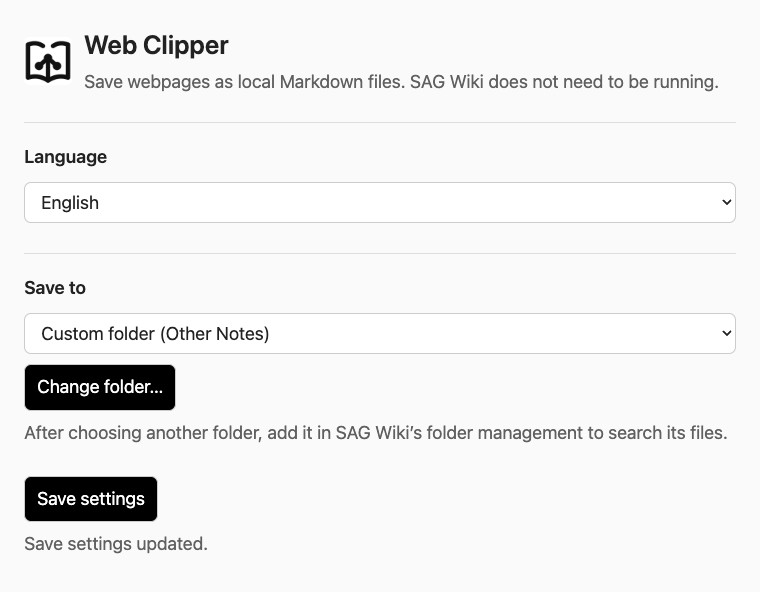 Web Clipper
Save webpages as local Markdown files. SAG Wiki does not need to be running.
Language
English
Save to
Custom folder (Other Notes)
Change folder...
After choosing another folder, add it in SAG Wiki’s folder management to search its files.
Save settings
Save settings updated.